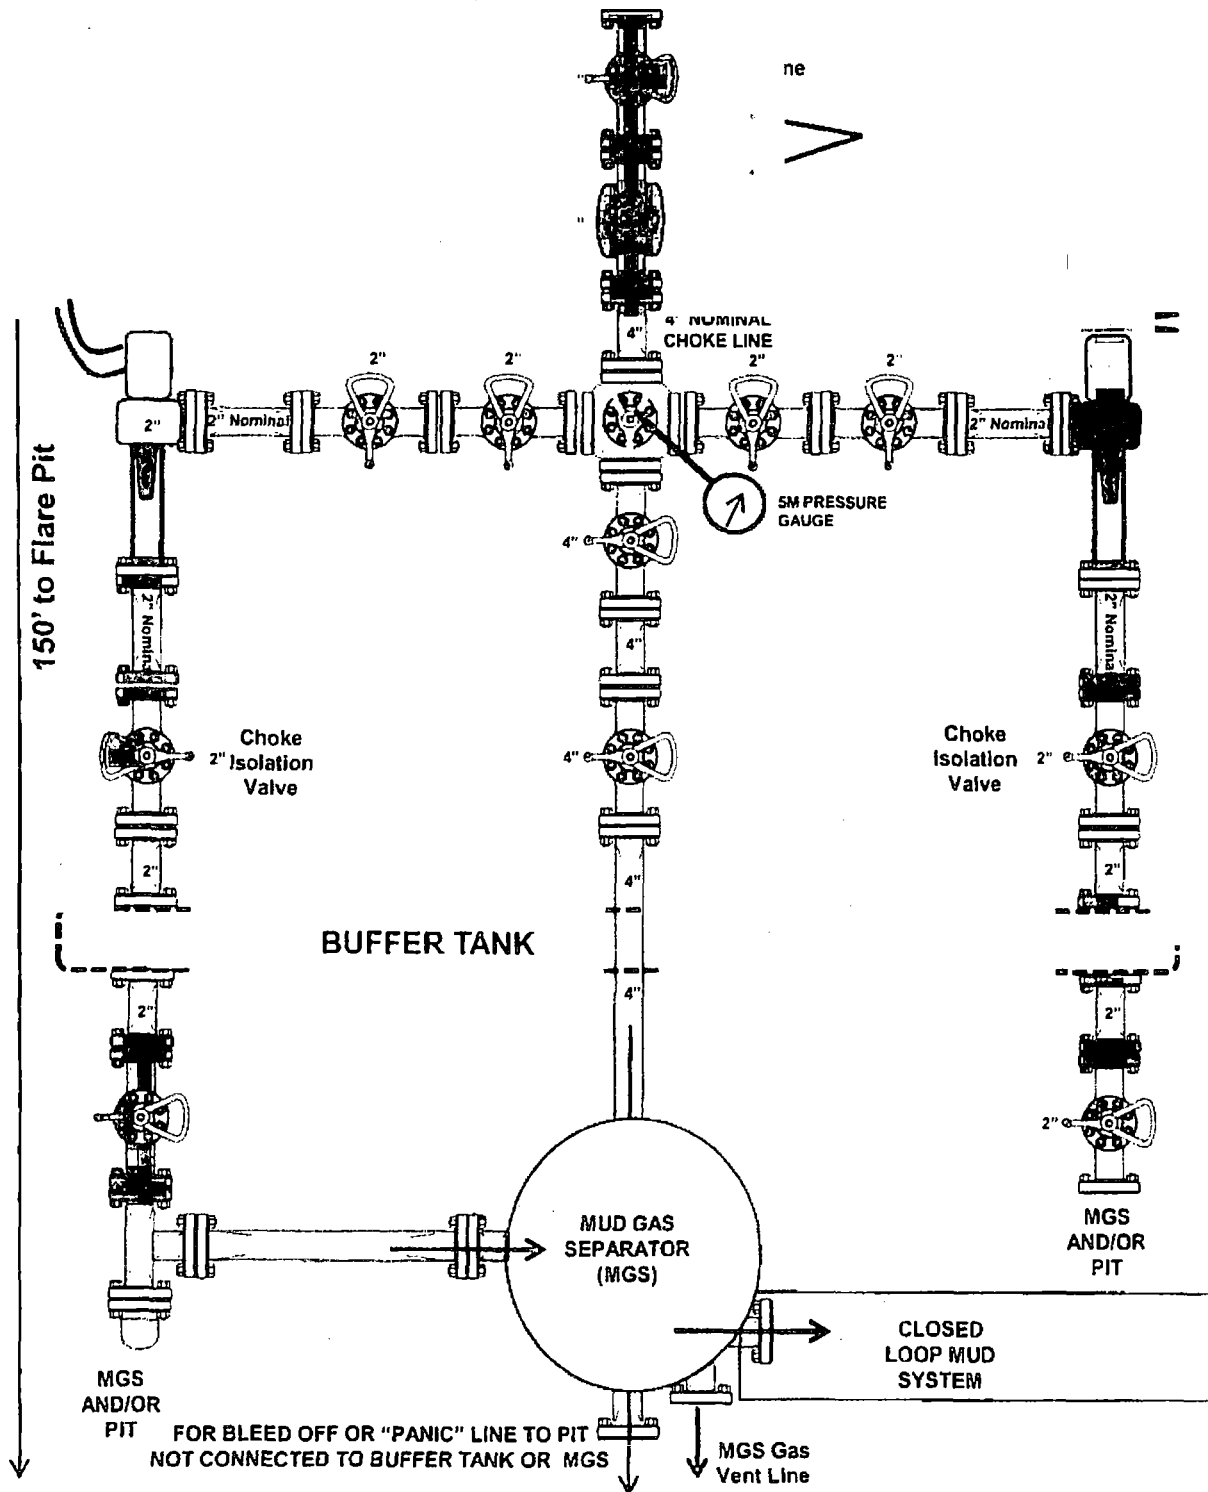 ne
4"
4" NOMINAL
CHOKE LINE
2"
2"
2"
2"
2"
2" Nominal
2" Nominal
5M PRESSURE
GAUGE
4"
150' to Flare Pit
2" Nominal
4"
2" Nominal
2"
Choke
Isolation
Valve
4"
Choke
Isolation
Valve
2"
2"
4"
2"
BUFFER TANK
2"
4"
2"
2"
MUD GAS
SEPARATOR
(MGS)
MGS
AND/OR
PIT
CLOSED
LOOP MUD
SYSTEM
MGS
AND/OR
PIT
FOR BLEED OFF OR "PANIC" LINE TO PIT
NOT CONNECTED TO BUFFER TANK OR MGS
MGS Gas
Vent Line